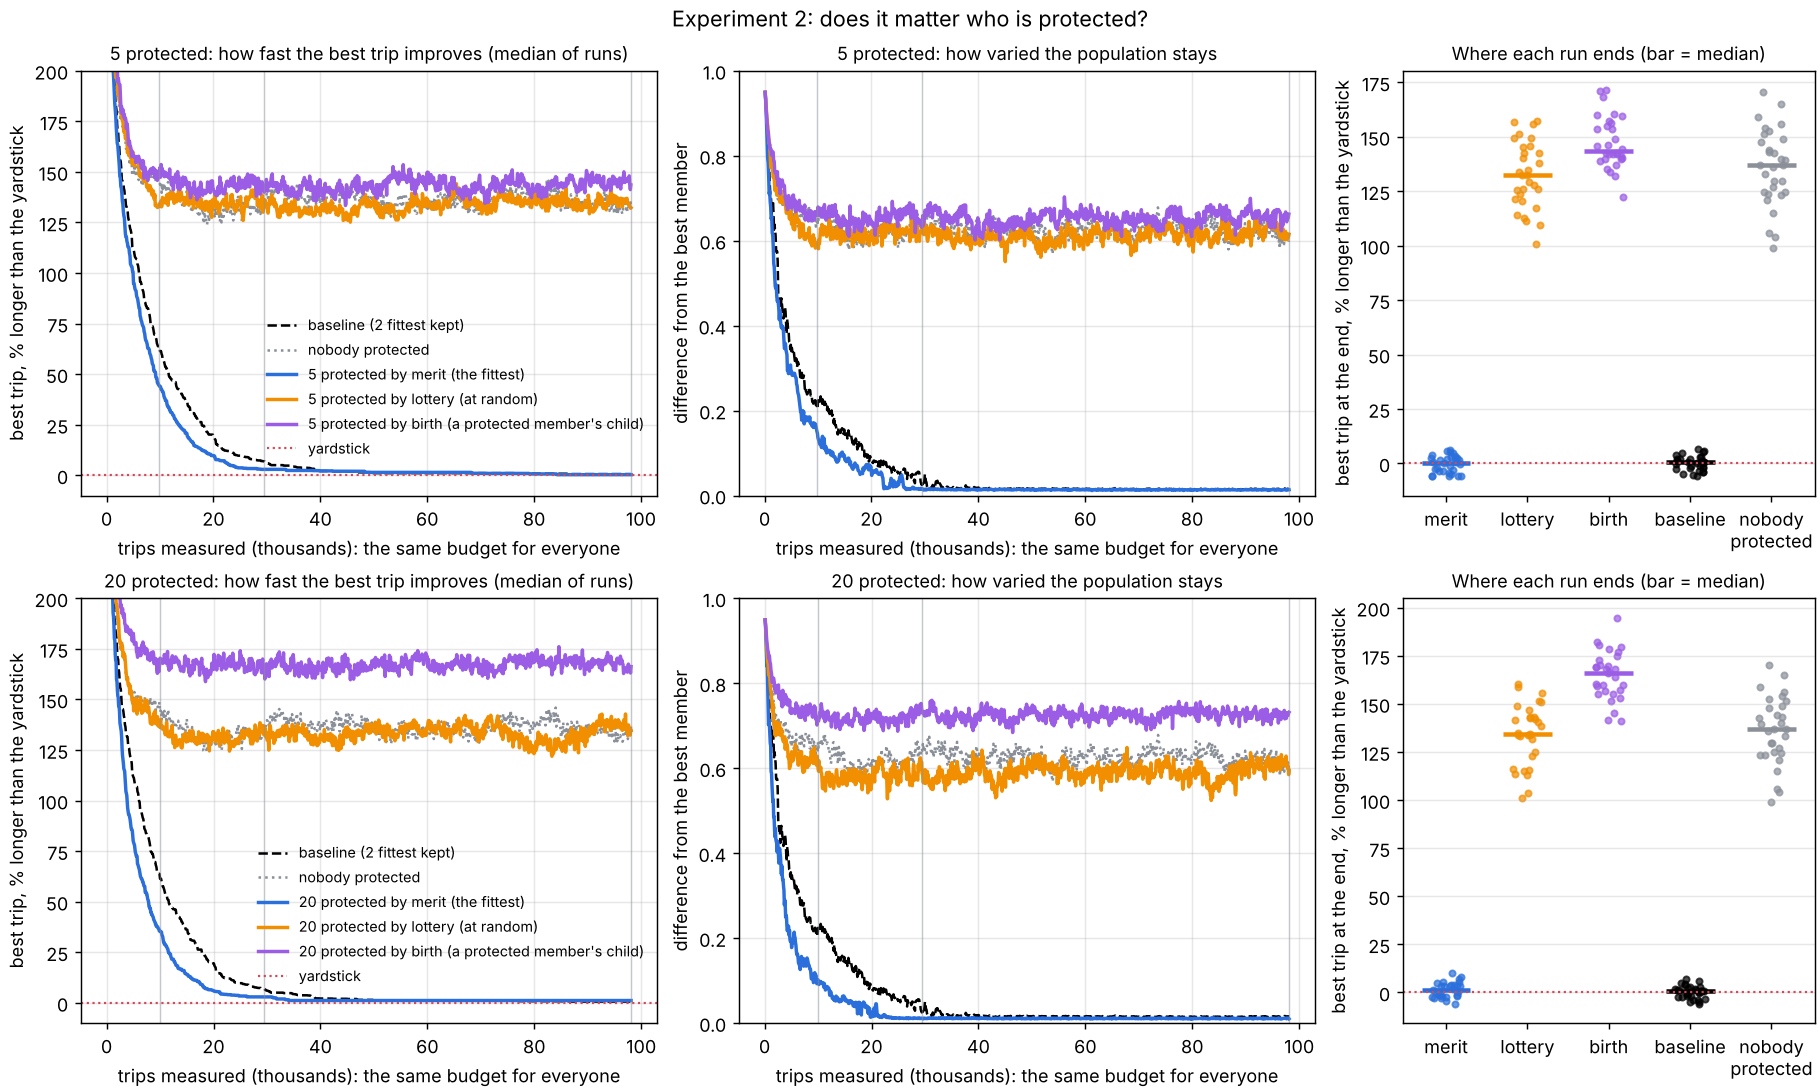 Experiment 2: does it matter who is protected?
5 protected: how fast the best trip improves (median of runs)
best trip, % longer than the yardstick
200
175
150
125
100
75
50
25
0
baseline (2 fittest kept)
nobody protected
5 protected by merit (the fittest)
5 protected by lottery (at random)
5 protected by birth (a protected member's child)
yardstick
0 20 40 60 80 100
trips measured (thousands): the same budget for everyone
5 protected: how varied the population stays
difference from the best member
1.0
0.8
0.6
0.4
0.2
0.0
0 20 40 60 80 100
trips measured (thousands): the same budget for everyone
Where each run ends (bar = median)
best trip at the end, % longer than the yardstick
175
150
125
100
75
50
25
0
merit lottery birth baseline nobody
protected
20 protected: how fast the best trip improves (median of runs)
best trip, % longer than the yardstick
200
175
150
125
100
75
50
25
0
baseline (2 fittest kept)
nobody protected
20 protected by merit (the fittest)
20 protected by lottery (at random)
20 protected by birth (a protected member's child)
yardstick
0 20 40 60 80 100
trips measured (thousands): the same budget for everyone
20 protected: how varied the population stays
difference from the best member
1.0
0.8
0.6
0.4
0.2
0.0
0 20 40 60 80 100
trips measured (thousands): the same budget for everyone
Where each run ends (bar = median)
best trip at the end, % longer than the yardstick
200
175
150
125
100
75
50
25
0
merit lottery birth baseline nobody
protected